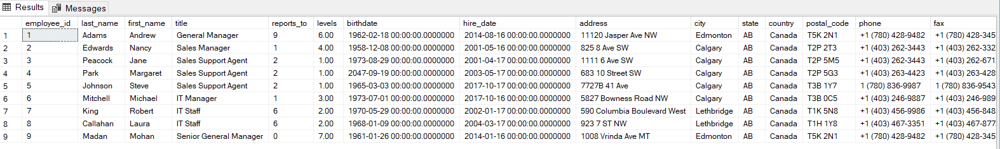 Results Messages
employee_id last_name first_name title reports_to levels birthdate hire_date address city state country postal_code phone fax
1 1 Adams Andrew General Manager 9 6.00 1962-02-18 00:00:00.0000000 2014-08-16 00:00:00.0000000 11120 Jasper Ave NW Edmonton AB Canada T5K 2N1 +1 (780) 428-9482 +1 (780) 428-345
2 2 Edwards Nancy Sales Manager 1 4.00 1958-12-08 00:00:00.0000000 2001-05-16 00:00:00.0000000 825 8 Ave SW Calgary AB Canada T2P 2T3 +1 (403) 262-3443 +1 (403) 262-332
3 3 Peacock Jane Sales Support Agent 2 1.00 1973-08-29 00:00:00.0000000 2001-04-17 00:00:00.0000000 1111 6 Ave SW Calgary AB Canada T2P 5M5 +1 (403) 262-3443 +1 (403) 262-671
4 4 Park Margaret Sales Support Agent 2 1.00 2047-09-19 00:00:00.0000000 2003-05-17 00:00:00.0000000 683 10 Street SW Calgary AB Canada T2P 5G3 +1 (403) 263-4423 +1 (403) 263-428
5 5 Johnson Steve Sales Support Agent 2 1.00 1965-03-03 00:00:00.0000000 2017-10-17 00:00:00.0000000 7727B 41 Ave Calgary AB Canada T3B 1Y7 1 (780) 836-9987 1 (780) 836-9543
6 6 Mitchell Michael IT Manager 1 3.00 1973-07-01 00:00:00.0000000 2017-10-16 00:00:00.0000000 5827 Bowness Road NW Calgary AB Canada T3B 0C5 +1 (403) 246-9887 +1 (403) 246-989
7 7 King Robert IT Staff 6 2.00 1970-05-29 00:00:00.0000000 2002-01-17 00:00:00.0000000 590 Columbia Boulevard West Lethbridge AB Canada T1K 5N8 +1 (403) 456-9986 +1 (403) 456-848
8 8 Callahan Laura IT Staff 6 2.00 1968-01-09 00:00:00.0000000 2004-03-17 00:00:00.0000000 923 7 ST NW Lethbridge AB Canada T1H 1Y8 +1 (403) 467-3351 +1 (403) 467-877
9 9 Madan Mohan Senior General Manager 0 7.00 1961-01-26 00:00:00.0000000 2014-01-16 00:00:00.0000000 1008 Vrinda Ave MT Edmonton AB Canada T5K 2N1 +1 (780) 428-9482 +1 (780) 428-345